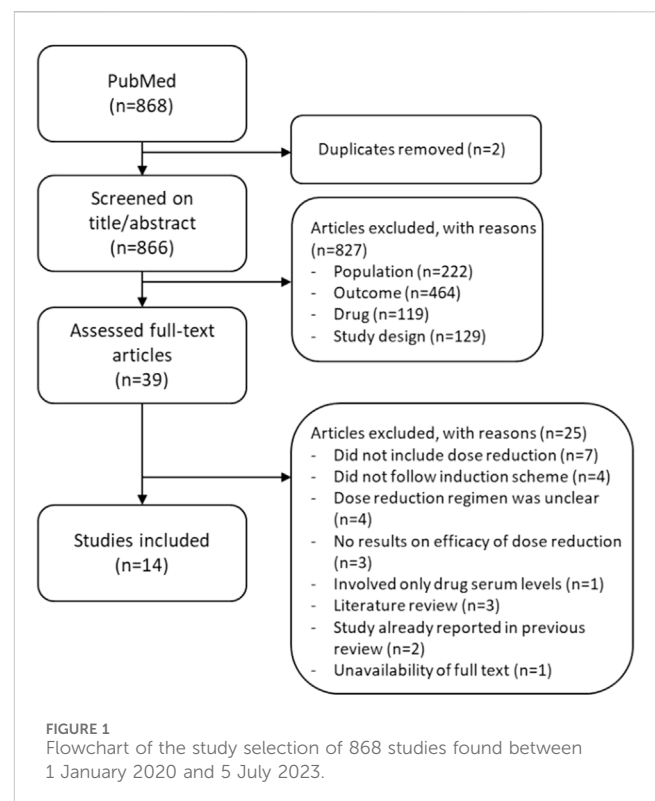 PubMed
(n=868)
Duplicates removed (n=2)
Screened on
title/abstract
(n=866)
Articles excluded, with reasons
(n=827)
- Population (n=222)
- Outcome (n=464)
- Drug (n=119)
- Study design (n=129)
Assessed full-text
articles
(n=39)
Articles excluded, with reasons (n=25)
- Did not include dose reduction (n=7)
- Did not follow induction scheme (n=4)
- Dose reduction regimen was unclear
(n=4)
- No results on efficacy of dose reduction
(n=3)
- Involved only drug serum levels (n=1)
- Literature review (n=3)
- Study already reported in previous
review (n=2)
- Unavailability of full text (n=1)
Studies included
(n=14)
FIGURE 1
Flowchart of the study selection of 868 studies found between
1 January 2020 and 5 July 2023.